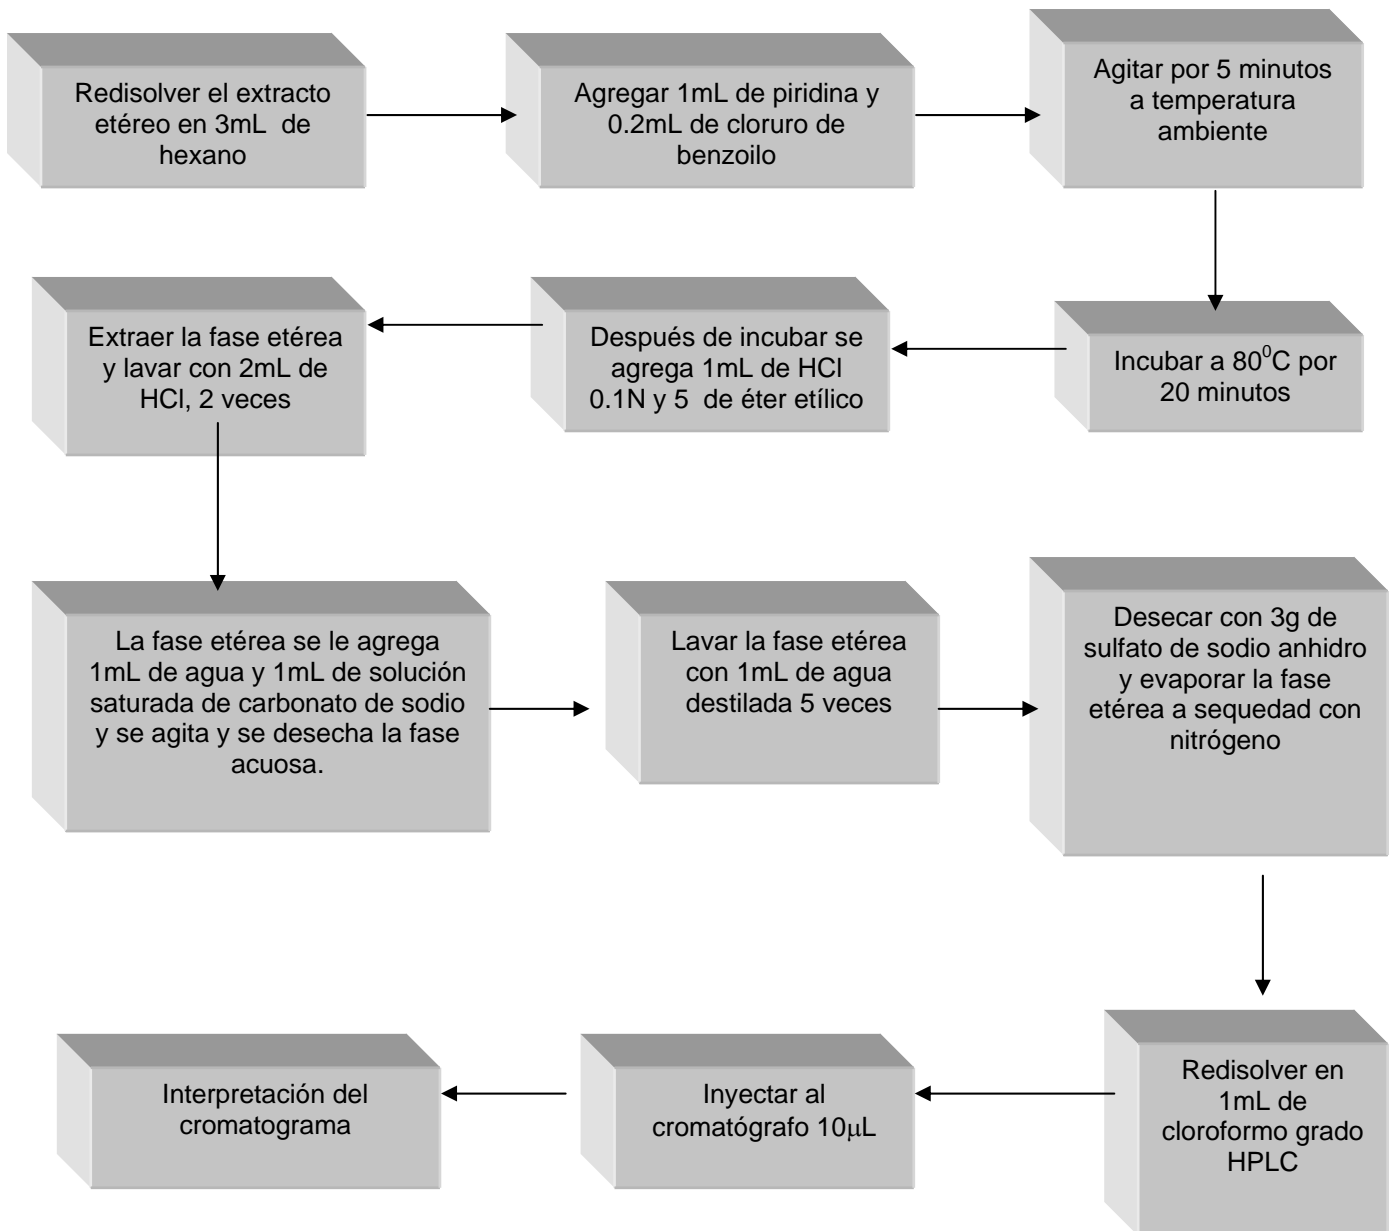 Redisolver el extracto
etéreo en 3mL  de
hexano
Agregar 1mL de piridina y
0.2mL de cloruro de
benzoilo
Agitar por 5 minutos
a temperatura
ambiente
Incubar a 80⁰C por
20 minutos
Después de incubar se
agrega 1mL de HCl
0.1N y 5  de éter etílico
Extraer la fase etérea
y lavar con 2mL de
HCl, 2 veces
La fase etérea se le agrega
1mL de agua y 1mL de solución
saturada de carbonato de sodio
y se agita y se desecha la fase
acuosa.
Lavar la fase etérea
con 1mL de agua
destilada 5 veces
Desecar con 3g de
sulfato de sodio anhidro
y evaporar la fase
etérea a sequedad con
nitrógeno
Redisolver en
1mL de
cloroformo grado
HPLC
Inyectar al
cromatógrafo 10μL
Interpretación del
cromatograma